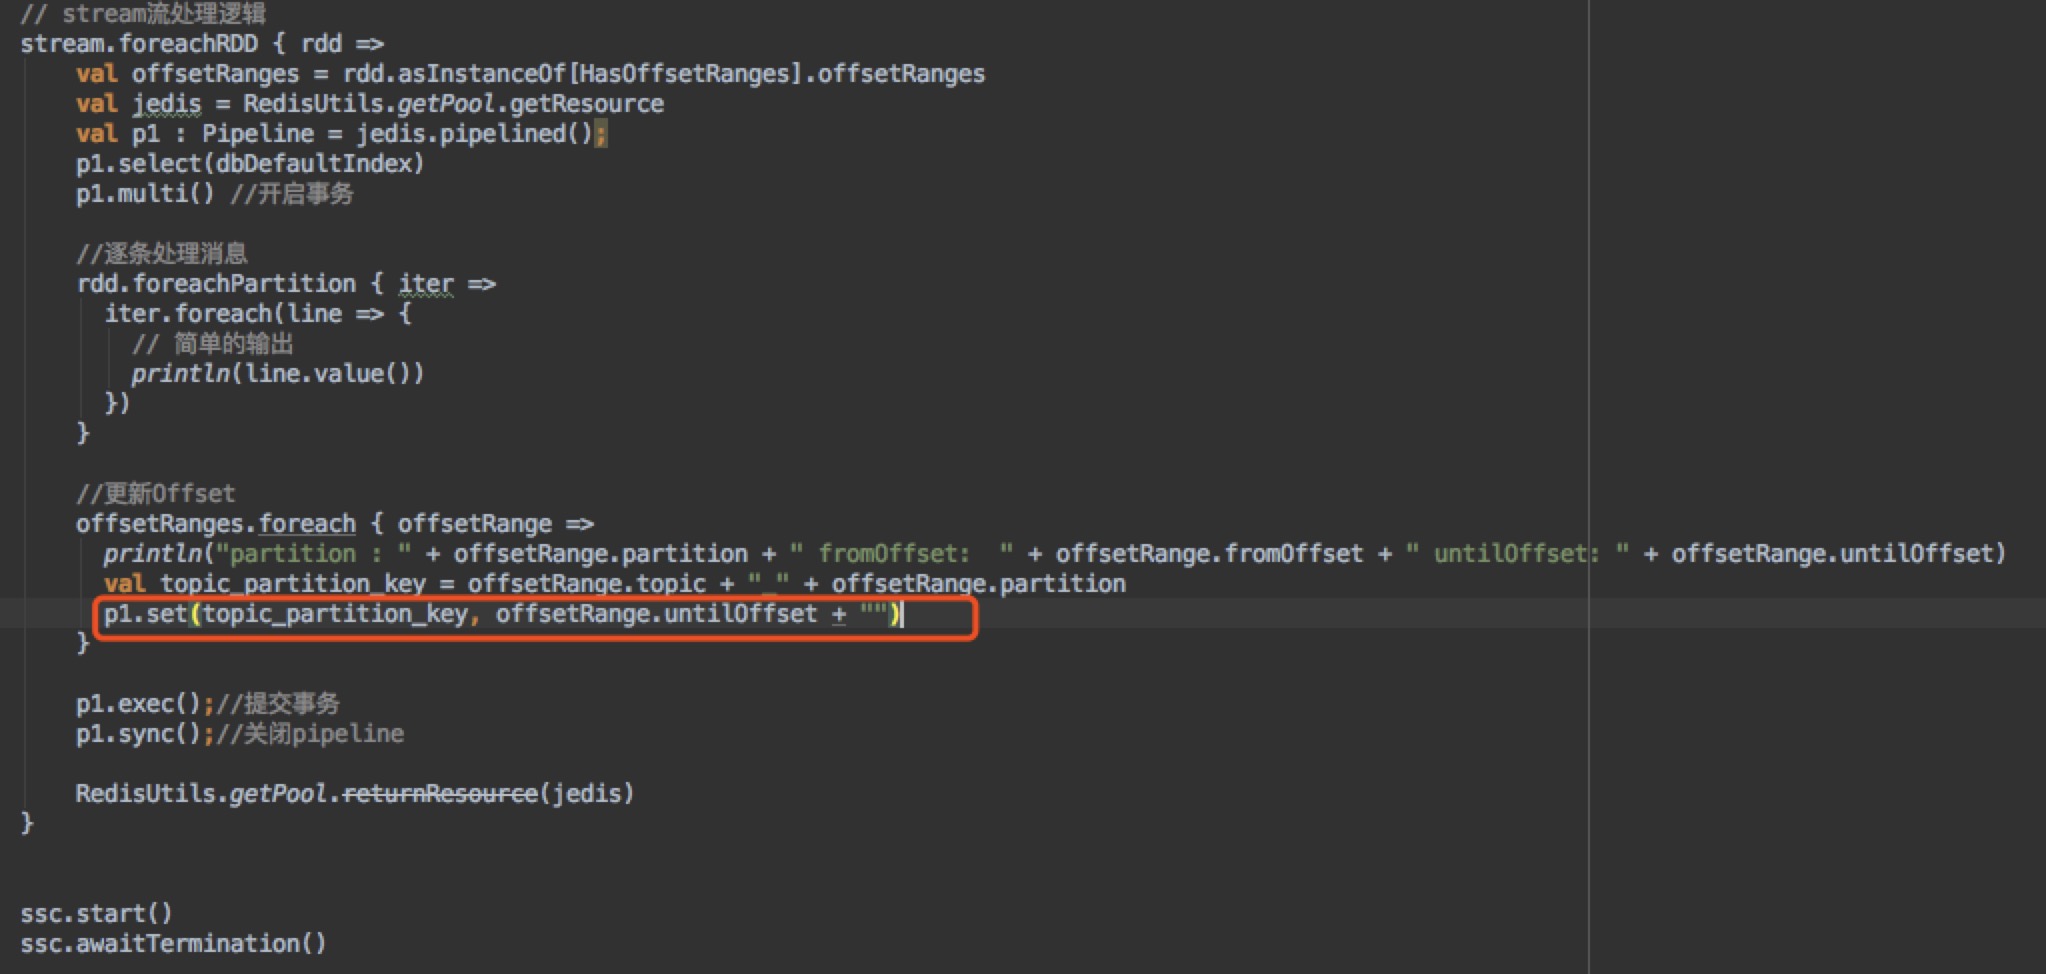 // stream流处理逻辑
stream.foreachRDD { rdd =>
val offsetRanges = rdd.asInstanceOf[HasOffsetRanges].offsetRanges
val jedis = RedisUtils.getPool.getResource
val p1 : Pipeline = jedis.pipelined();
p1.select(dbDefaultIndex)
p1.multi() //开启事务
//逐条处理消息
rdd.foreachPartition { iter =>
iter.foreach(line => {
// 简单的输出
println(line.value())
})
}
//更新Offset
offsetRanges.foreach { offsetRange =>
println("partition : " + offsetRange.partition + " fromOffset:  " + offsetRange.fromOffset + " untilOffset: " + offsetRange.untilOffset)
val topic_partition_key = offsetRange.topic + "_" + offsetRange.partition
p1.set(topic_partition_key, offsetRange.untilOffset + "")
}
p1.exec();//提交事务
p1.sync();//关闭pipeline
RedisUtils.getPool.returnResource(jedis)
}
ssc.start()
ssc.awaitTermination()